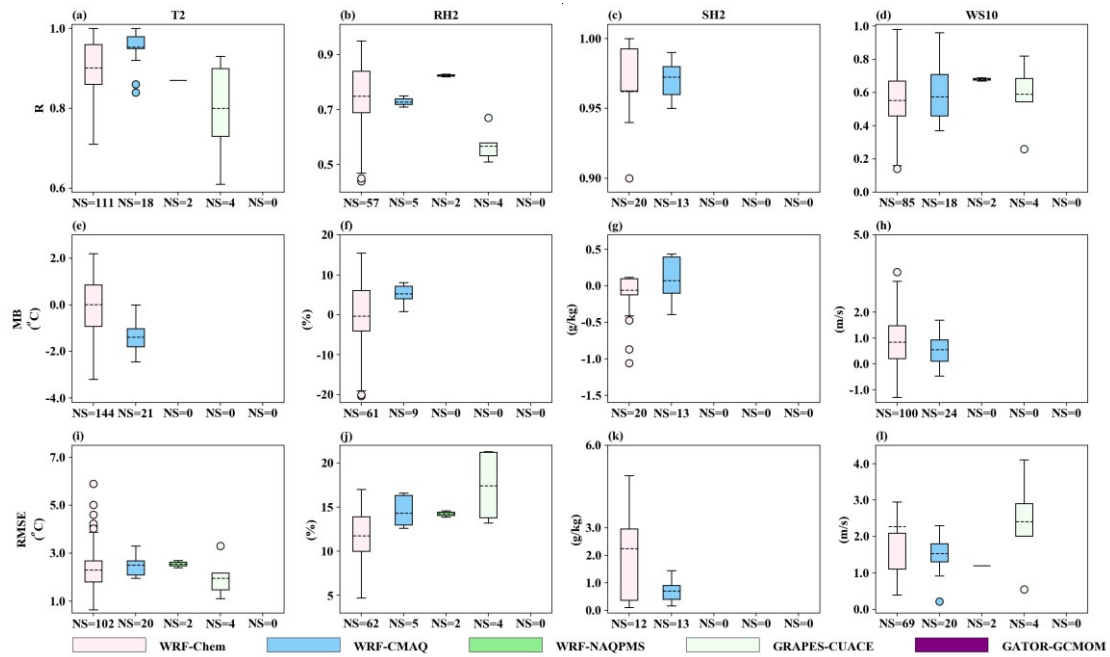 (a) T2
(b) RH2
(c) SH2
(d) WS10
1.0
0.8
0.6
R
NS=111 NS=18 NS=2 NS=4 NS=0
0.9
0.7
0.5
NS=57 NS=5 NS=2 NS=4 NS=0
1.00
0.95
0.90
NS=20 NS=13 NS=0 NS=0 NS=0
1.0
0.8
0.6
0.4
0.2
0.0
NS=85 NS=18 NS=2 NS=4 NS=0
(e)
(f)
(g)
(h)
2.0
0.0
-2.0
-4.0
MB
(°C)
NS=144 NS=21 NS=0 NS=0 NS=0
20
10
0
-10
-20
(%)
NS=61 NS=9 NS=0 NS=0 NS=0
0.5
0.0
-0.5
-1.0
-1.5
(g/kg)
NS=20 NS=13 NS=0 NS=0 NS=0
5.0
2.0
1.0
0.0
-1.0
(m/s)
NS=100 NS=24 NS=0 NS=0 NS=0
(i)
(j)
(k)
(l)
7.0
5.0
3.0
1.0
RMSE
(°C)
NS=102 NS=20 NS=2 NS=4 NS=0
20
15
10
5
(%)
NS=62 NS=5 NS=2 NS=4 NS=0
6.0
3.0
2.0
1.0
0.0
(g/kg)
NS=12 NS=13 NS=0 NS=0 NS=0
4.0
3.0
2.0
1.0
0.0
(m/s)
NS=69 NS=20 NS=2 NS=4 NS=0
WRF-Chem WRF-CMAQ WRF-NAQPMS GRAPES-CUACE GATOR-GCMOM